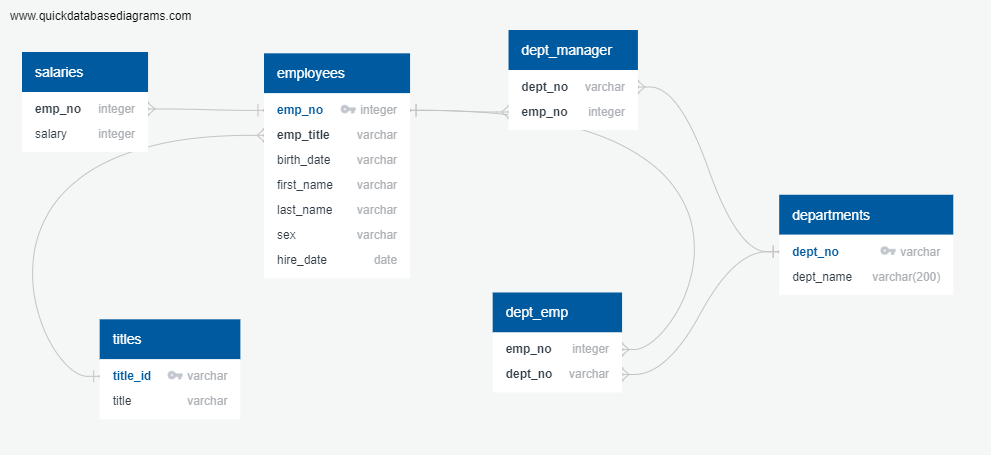 www.quickdatabasediagrams.com
salaries
emp_no integer
salary integer
employees
emp_no integer
emp_title varchar
birth_date varchar
first_name varchar
last_name varchar
sex varchar
hire_date date
dept_manager
dept_no varchar
emp_no integer
departments
dept_no varchar
dept_name varchar(200)
dept_emp
emp_no integer
dept_no varchar
titles
title_id varchar
title varchar